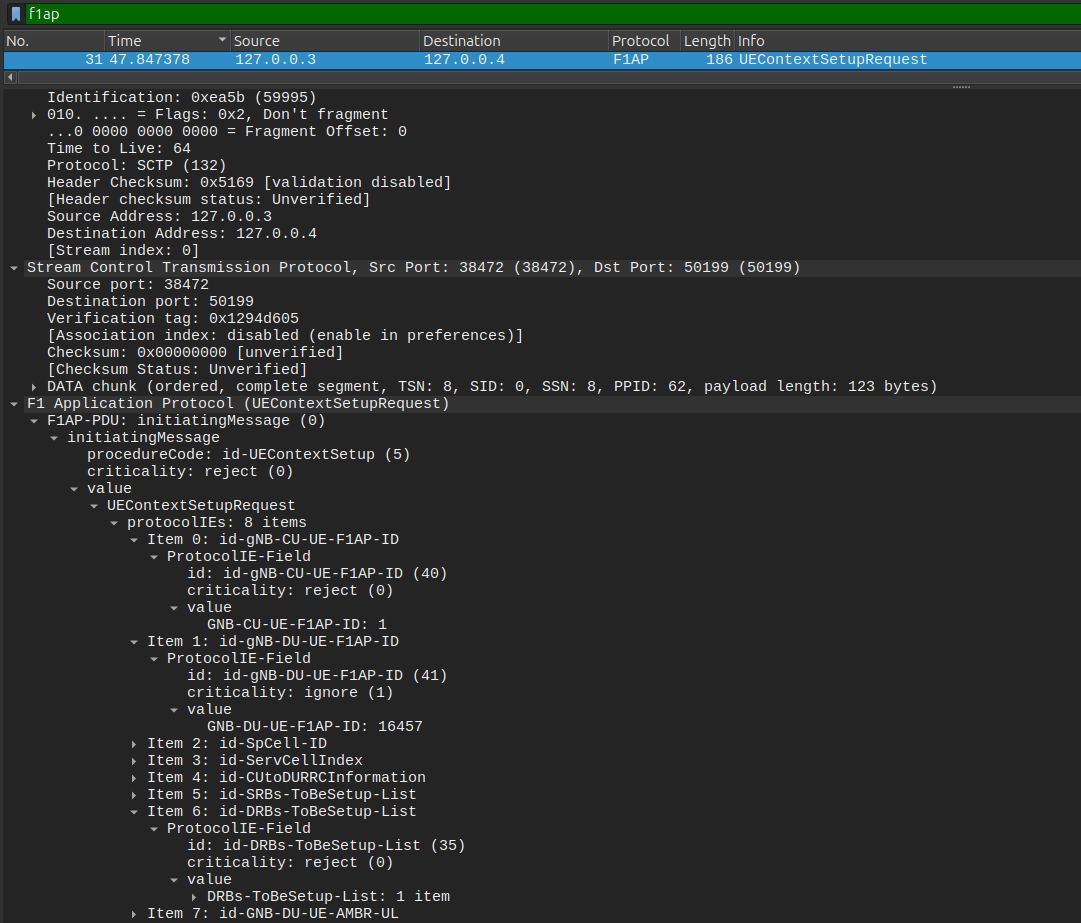 f1ap
No. Time Source Destination Protocol Length Info
31 47.847378 127.0.0.3 127.0.0.4 F1AP 186 UEContextSetupRequest
Identification: 0xea5b (59995)
010. .... = Flags: 0x2, Don't fragment
...0 0000 0000 0000 = Fragment Offset: 0
Time to Live: 64
Protocol: SCTP (132)
Header Checksum: 0x5169 [validation disabled]
[Header checksum status: Unverified]
Source Address: 127.0.0.3
Destination Address: 127.0.0.4
[Stream index: 0]
Stream Control Transmission Protocol, Src Port: 38472 (38472), Dst Port: 50199 (50199)
Source port: 38472
Destination port: 50199
Verification tag: 0x1294d605
[Association index: disabled (enable in preferences)]
Checksum: 0x00000000 [unverified]
[Checksum Status: Unverified]
DATA chunk (ordered, complete segment, TSN: 8, SID: 0, SSN: 8, PPID: 62, payload length: 123 bytes)
F1 Application Protocol (UEContextSetupRequest)
F1AP-PDU: initiatingMessage (0)
initiatingMessage
procedureCode: id-UEContextSetup (5)
criticality: reject (0)
value
UEContextSetupRequest
protocolIEs: 8 items
Item 0: id-gNB-CU-UE-F1AP-ID
ProtocolIE-Field
id: id-gNB-CU-UE-F1AP-ID (40)
criticality: reject (0)
value
GNB-CU-UE-F1AP-ID: 1
Item 1: id-gNB-DU-UE-F1AP-ID
ProtocolIE-Field
id: id-gNB-DU-UE-F1AP-ID (41)
criticality: ignore (1)
value
GNB-DU-UE-F1AP-ID: 16457
Item 2: id-SpCell-ID
Item 3: id-ServCellIndex
Item 4: id-CUtoDURRCInformation
Item 5: id-SRBs-ToBeSetup-List
Item 6: id-DRBs-ToBeSetup-List
ProtocolIE-Field
id: id-DRBs-ToBeSetup-List (35)
criticality: reject (0)
value
DRBs-ToBeSetup-List: 1 item
Item 7: id-GNB-DU-UE-AMBR-UL